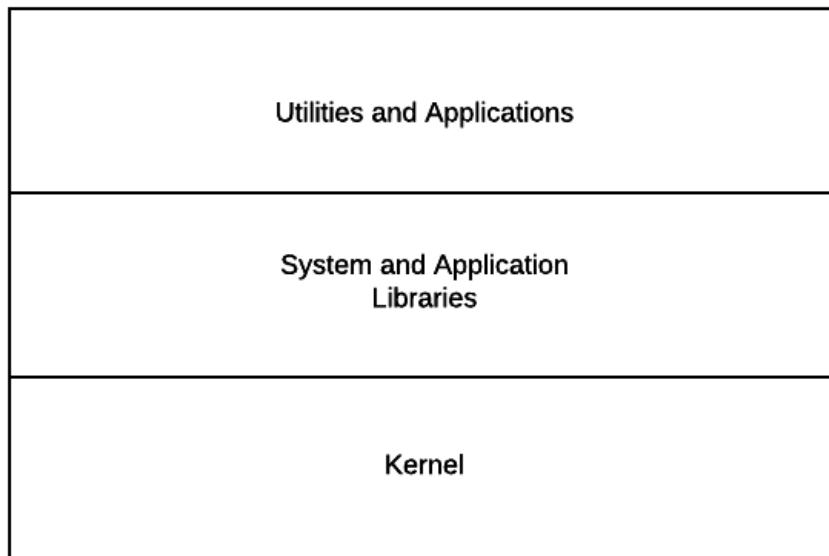 Utilities and Applications
System and Application
Libraries
Kernel